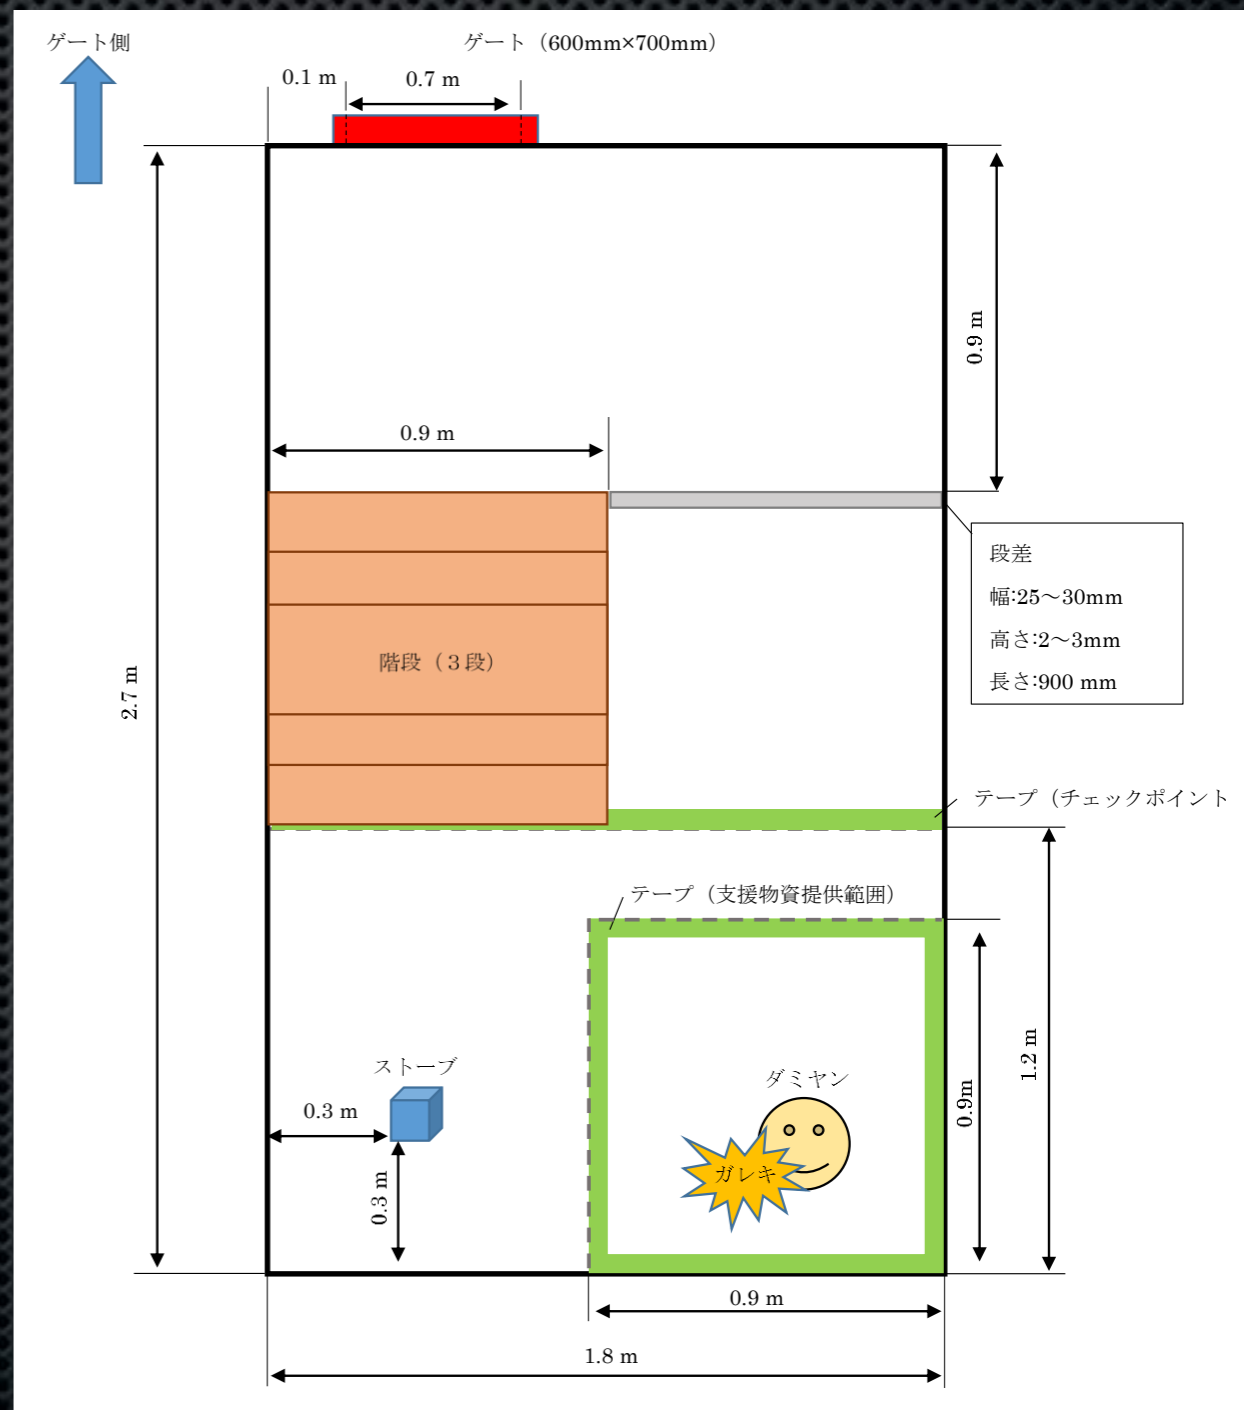 ゲート側
ゲート（600mm×700mm）
0.1 m
0.7 m
0.9 m
0.9 m
段差
幅:25～30mm
高さ:2～3mm
長さ:900 mm
階段（３段）
2.7 m
テープ（チェックポイント
テープ（支援物資提供範囲）
ストーブ
ダミヤン
0.3 m
ガレキ
0.3 m
0.9m
1.2 m
0.9 m
1.8 m